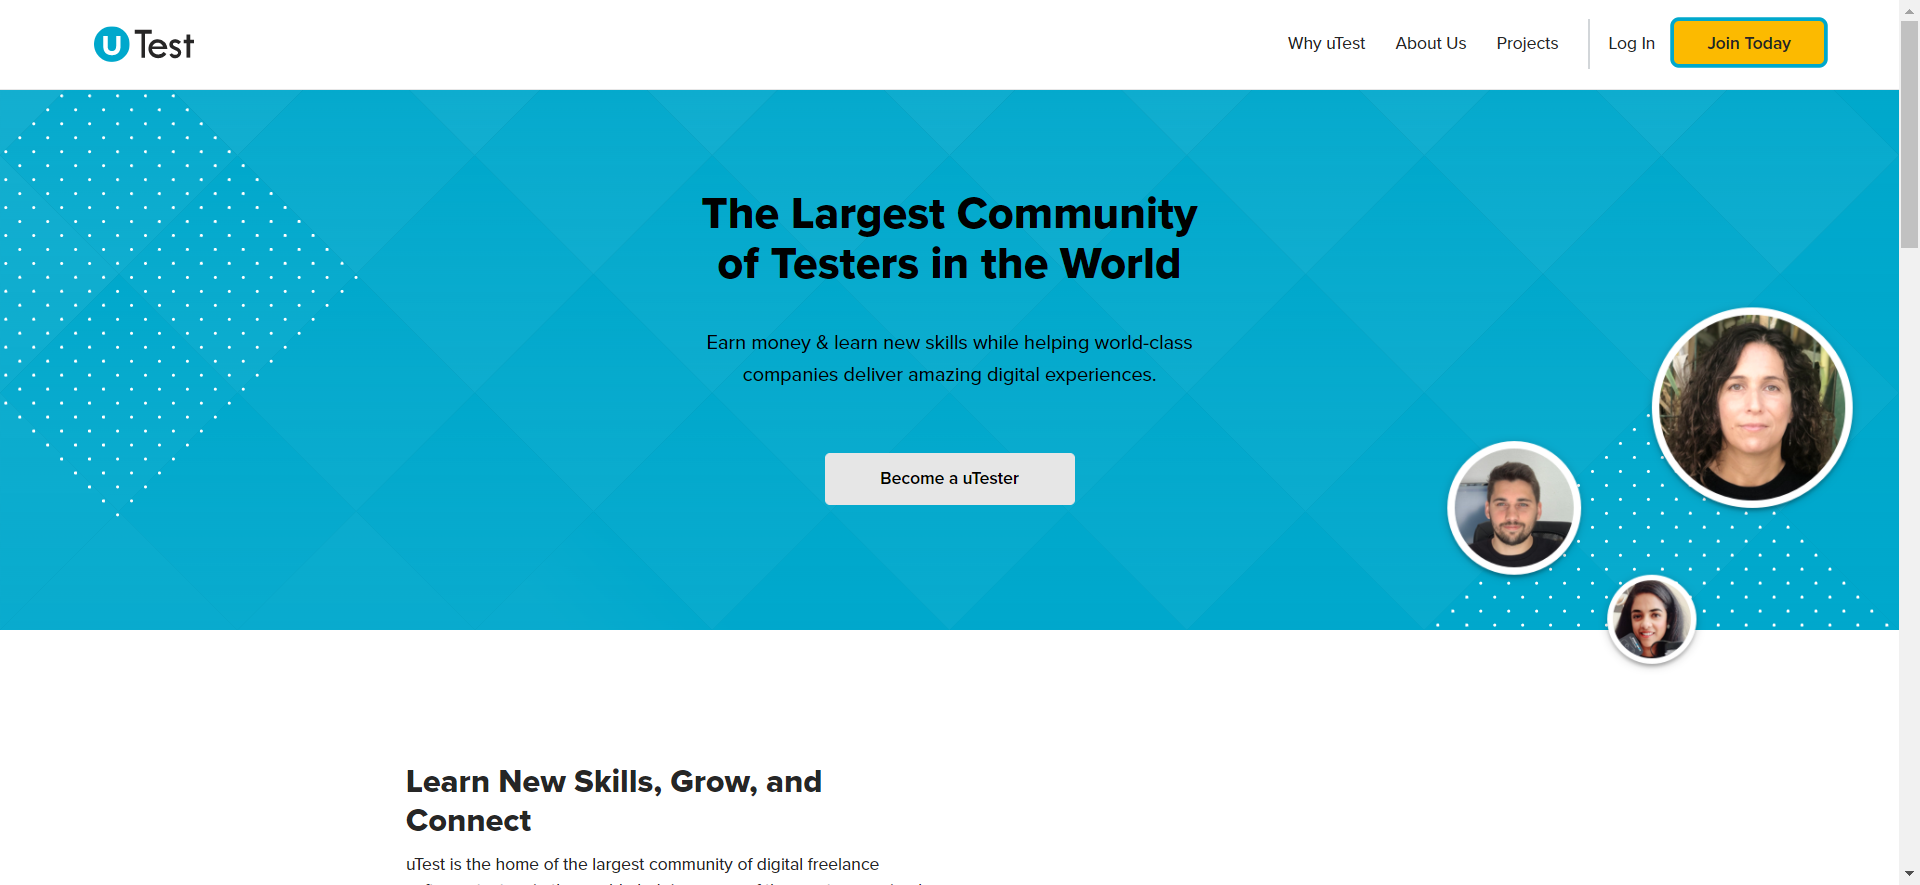 u Test
Why uTest
About Us
Projects
Log In
Join Today
The Largest Community
of Testers in the World
Earn money & learn new skills while helping world-class
companies deliver amazing digital experiences.
Become a uTester
Learn New Skills, Grow, and
Connect
uTest is the home of the largest community of digital freelance